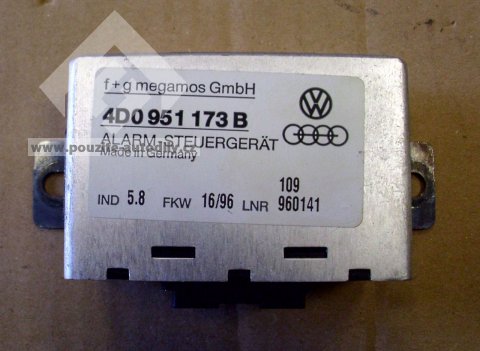 f+g megamos GmbH
4D0 951 173 B
ALARM-STEUERGERÄT
www.pouzite-autodily.cz
Made in Germany
109
IND 5.8 FKW 16/96 LNR 960141